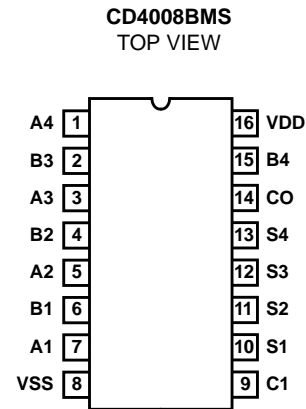 CD4008BMS
TOP VIEW
A4 1 16 VDD
B3 2 15 B4
A3 3 14 CO
B2 4 13 S4
A2 5 12 S3
B1 6 11 S2
A1 7 10 S1
VSS 8 9 C1